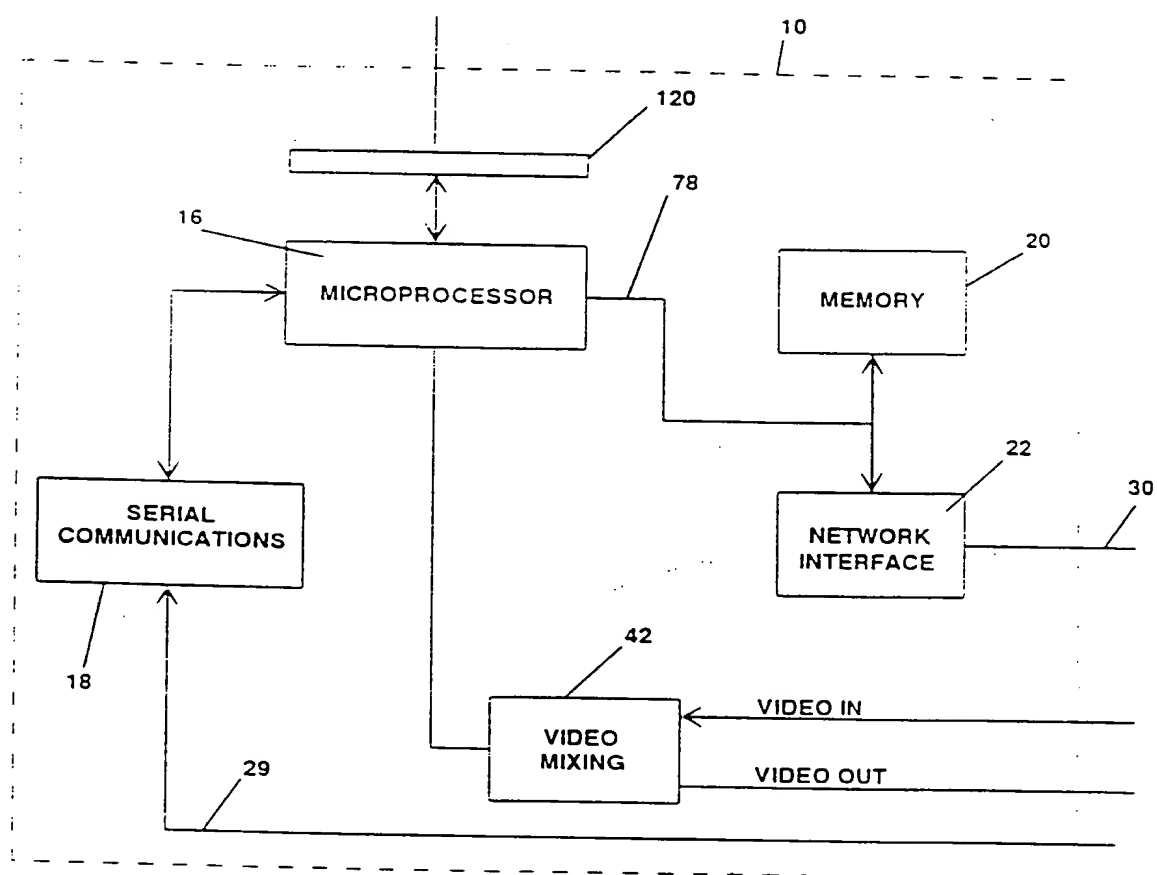 10
120
78
16
20
MICROPROCESSOR
MEMORY
22
30
SERIAL
COMMUNICATIONS
NETWORK
INTERFACE
42
18
VIDEO IN
VIDEO
MIXING
VIDEO OUT
29